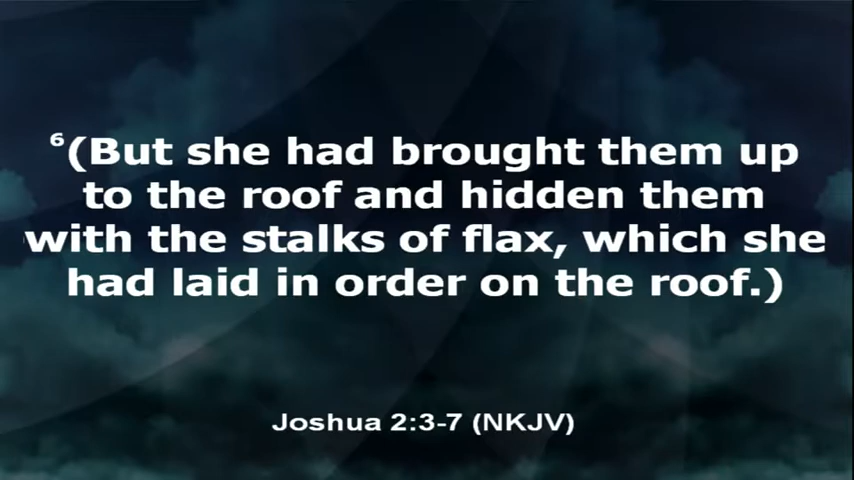 ⁶(But she had brought them up
to the roof and hidden them
with the stalks of flax, which she
had laid in order on the roof.)
Joshua 2:3-7 (NKJV)